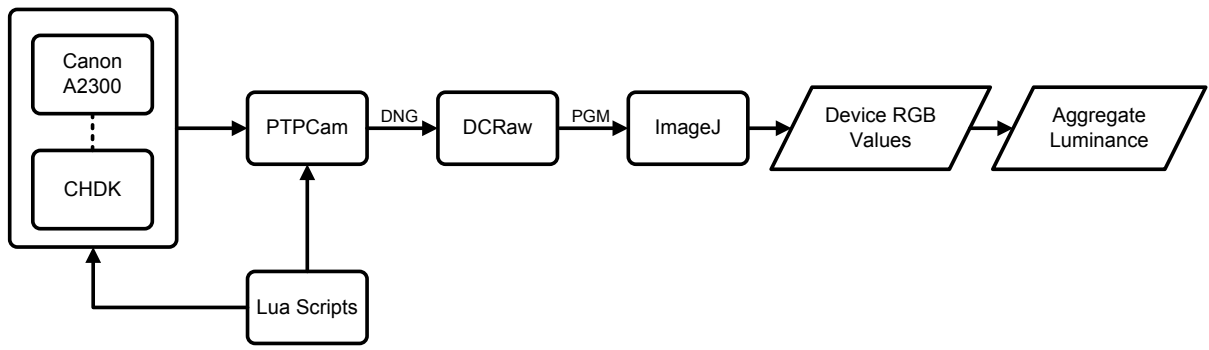 Canon
A2300
CHDK
PTPCam
DNG
DCRaw
PGM
ImageJ
Device RGB
Values
Aggregate
Luminance
Lua Scripts